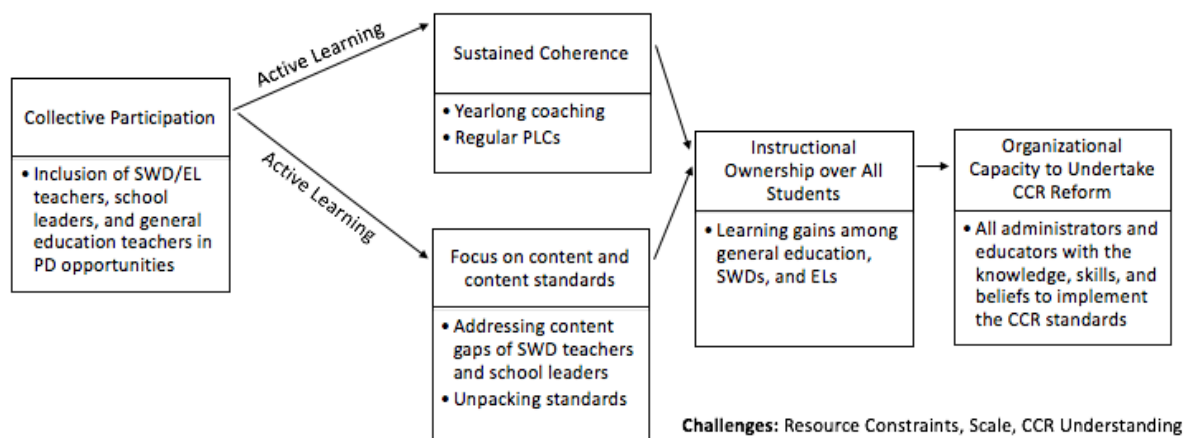 Collective Participation
• Inclusion of SWD/EL
teachers, school
leaders, and general
education teachers in
PD opportunities
Active Learning
Active Learning
Sustained Coherence
• Yearlong coaching
• Regular PLCs
Focus on content and
content standards
• Addressing content
gaps of SWD teachers
and school leaders
• Unpacking standards
Instructional
Ownership over All
Students
• Learning gains among
general education,
SWDs, and ELs
Organizational
Capacity to Undertake
CCR Reform
• All administrators and
educators with the
knowledge, skills, and
beliefs to implement
the CCR standards
Challenges: Resource Constraints, Scale, CCR Understanding